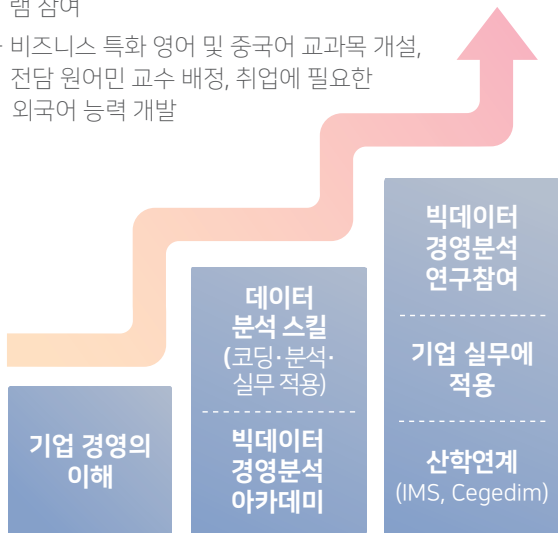 램 참여
비즈니스 특화 영어 및 중국어 교과목 개설,
전담 원어민 교수 배정, 취업에 필요한
외국어 능력 개발
기업 경영의
이해
데이터
분석 스킬
(코딩·분석·
실무 적용)
빅데이터
경영분석
아카데미
빅데이터
경영분석
연구참여
기업 실무에
적용
산학연계
(IMS, Cegedim)